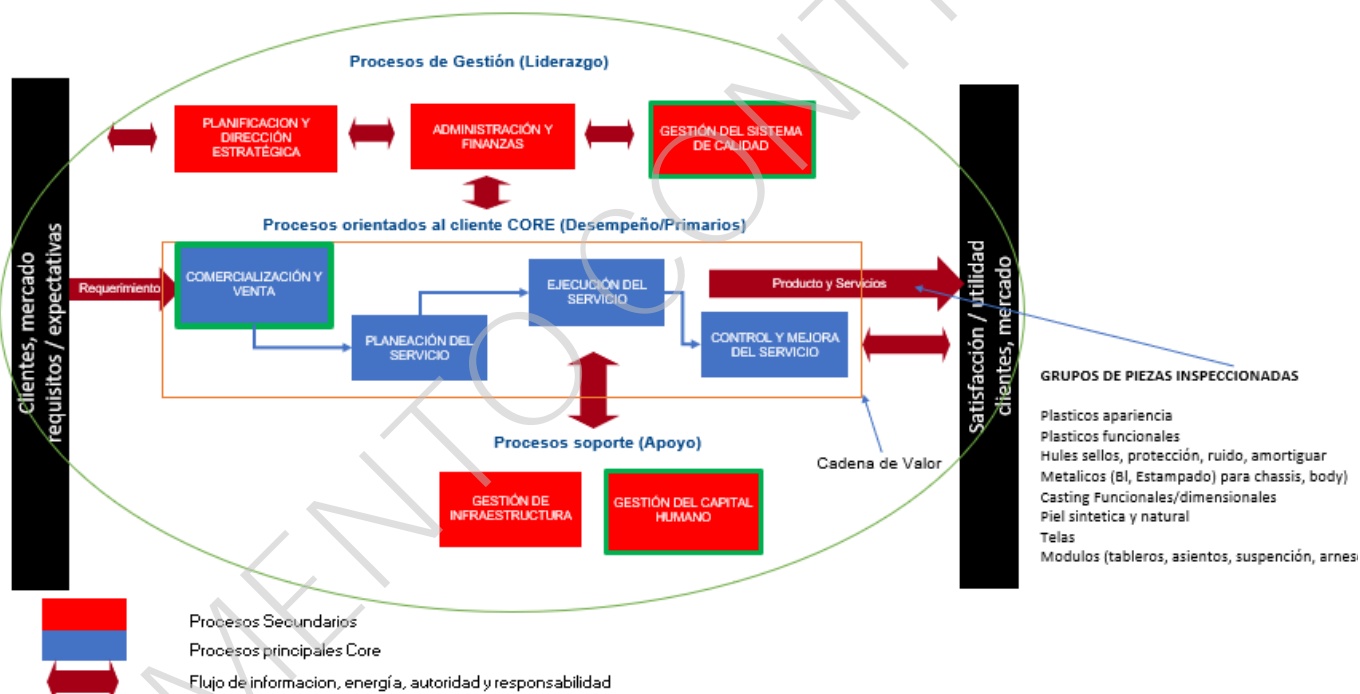 Procesos de Gestión (Liderazgo)
PLANIFICACION Y
DIRECCIÓN
ESTRATÉGICA
ADMINISTRACIÓN Y
FINANZAS
GESTIÓN DEL SISTEMA
DE CALIDAD
Procesos orientados al cliente CORE (Desempeño/Primarios)
Clientes, mercado
requisitos / expectativas
Requerimiento
COMERCIALIZACIÓN Y
VENTA
PLANEACIÓN DEL
SERVICIO
EJECUCIÓN DEL
SERVICIO
CONTROL Y MEJORA
DEL SERVICIO
Producto y Servicios
Satisfacción / utilidad
clientes, mercado
Cadena de Valor
Procesos soporte (Apoyo)
GESTIÓN DE
INFRAESTRUCTURA
GESTIÓN DEL CAPITAL
HUMANO
GRUPOS DE PIEZAS INSPECCIONADAS
Plasticos apariencia
Plasticos funcionales
Hules sellos, protección, ruido, amortiguar
Metalicos (BI, Estampado) para chassis, body)
Casting Funcionales/dimensionales
Piel sintetica y natural
Telas
Modulos (tableros, asientos, suspención,
Procesos Secundarios
Procesos principales Core
Flujo de informacion, energía, autoridad y responsabilidad